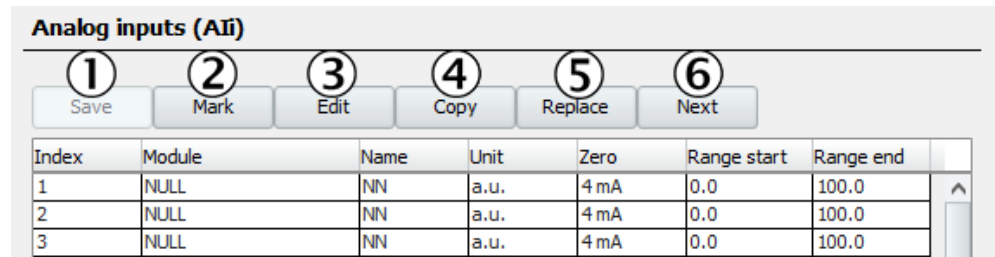 Analog inputs (AIi)
① ② ③ ④ ⑤ ⑥
Save Mark Edit Copy Replace Next
Index Module Name Unit Zero Range start Range end
1 NULL NN a.u. 4 mA 0.0 100.0
2 NULL NN a.u. 4 mA 0.0 100.0
3 NULL NN a.u. 4 mA 0.0 100.0